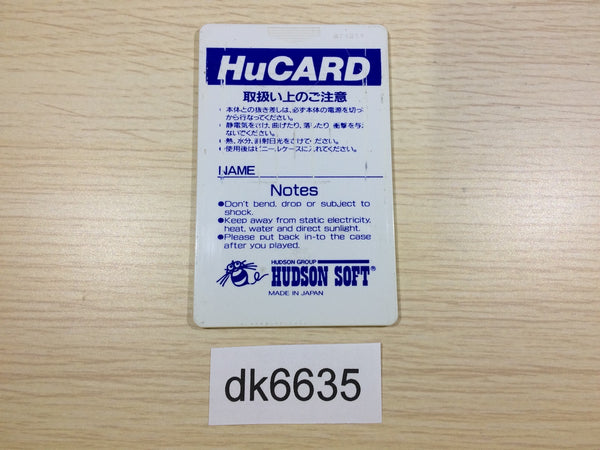 HuCARD
取扱い上のご注意
本体との抜き差しは、必ず本体の電源を切っ
から行なってください。
静電気をさけ、曲げたり、落したり 衝撃を与え
ないでください。
熱、水分、直射日光をさけてください。
使用後はビニールケースに入れてください。
NAME
Notes
●Don't bend, drop or subject to
shock.
●Keep away from static electricity,
heat, water and direct sunlight.
●Please put back in-to the case
after you played.
HUDSON GROUP
HUDSON SOFT®
MADE IN JAPAN
dk6635